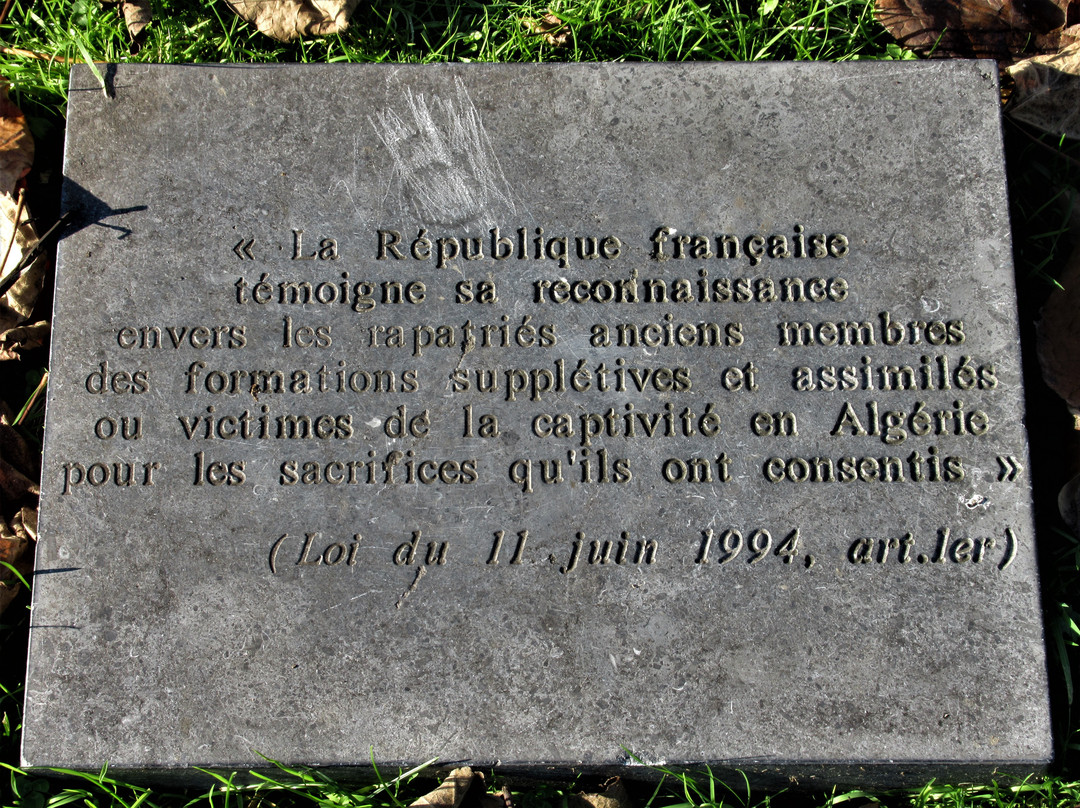 « La République française
témoigne sa reconnaissance
envers les rapatriés anciens membres
des formations supplétives et assimilés
ou victimes de la captivité en Algérie
pour les sacrifices qu'ils ont consentis »
(Loi du 11 juin 1994, art.1er)